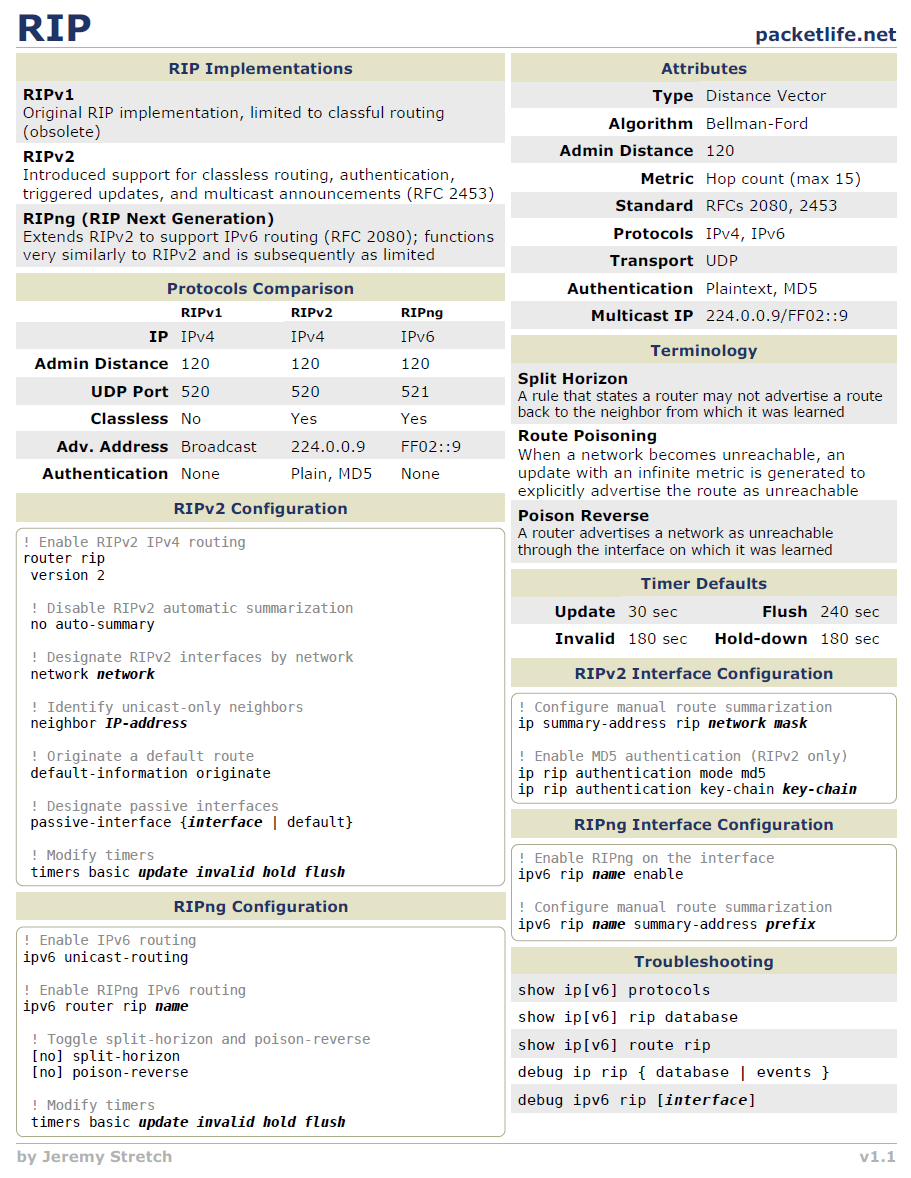 RIP
packetlife.net
RIP Implementations
RIPv1
Original RIP implementation, limited to classful routing
(obsolete)
RIPv2
Introduced support for classless routing, authentication,
triggered updates, and multicast announcements (RFC 2453)
RIPng (RIP Next Generation)
Extends RIPv2 to support IPv6 routing (RFC 2080); functions
very similarly to RIPv2 and is subsequently as limited
Protocols Comparison
RIPv1 RIPv2 RIPng
IP IPv4 IPv4 IPv6
Admin Distance 120 120 120
UDP Port 520 520 521
Classless No Yes Yes
Adv. Address Broadcast 224.0.0.9 FF02::9
Authentication None Plain, MD5 None
RIPv2 Configuration
! Enable RIPv2 IPv4 routing
router rip
version 2
! Disable RIPv2 automatic summarization
no auto-summary
! Designate RIPv2 interfaces by network
network network
! Identify unicast-only neighbors
neighbor IP-address
! Originate a default route
default-information originate
! Designate passive interfaces
passive-interface {interface | default}
! Modify timers
timers basic update invalid hold flush
RIPng Configuration
! Enable IPv6 routing
ipv6 unicast-routing
! Enable RIPng IPv6 routing
ipv6 router rip name
! Toggle split-horizon and poison-reverse
[no] split-horizon
[no] poison-reverse
! Modify timers
timers basic update invalid hold flush
Attributes
Type Distance Vector
Algorithm Bellman-Ford
Admin Distance 120
Metric Hop count (max 15)
Standard RFCs 2080, 2453
Protocols IPv4, IPv6
Transport UDP
Authentication Plaintext, MD5
Multicast IP 224.0.0.9/FF02::9
Terminology
Split Horizon
A rule that states a router may not advertise a route
back to the neighbor from which it was learned
Route Poisoning
When a network becomes unreachable, an
update with an infinite metric is generated to
explicitly advertise the route as unreachable
Poison Reverse
A router advertises a network as unreachable
through the interface on which it was learned
Timer Defaults
Update 30 sec Flush 240 sec
Invalid 180 sec Hold-down 180 sec
RIPv2 Interface Configuration
! Configure manual route summarization
ip summary-address rip network mask
! Enable MD5 authentication (RIPv2 only)
ip rip authentication mode md5
ip rip authentication key-chain key-chain
RIPng Interface Configuration
! Enable RIPng on the interface
ipv6 rip name enable
! Configure manual route summarization
ipv6 rip name summary-address prefix
Troubleshooting
show ip[v6] protocols
show ip[v6] rip database
show ip[v6] route rip
debug ip rip { database | events }
debug ipv6 rip [interface]
by Jeremy Stretch
v1.1